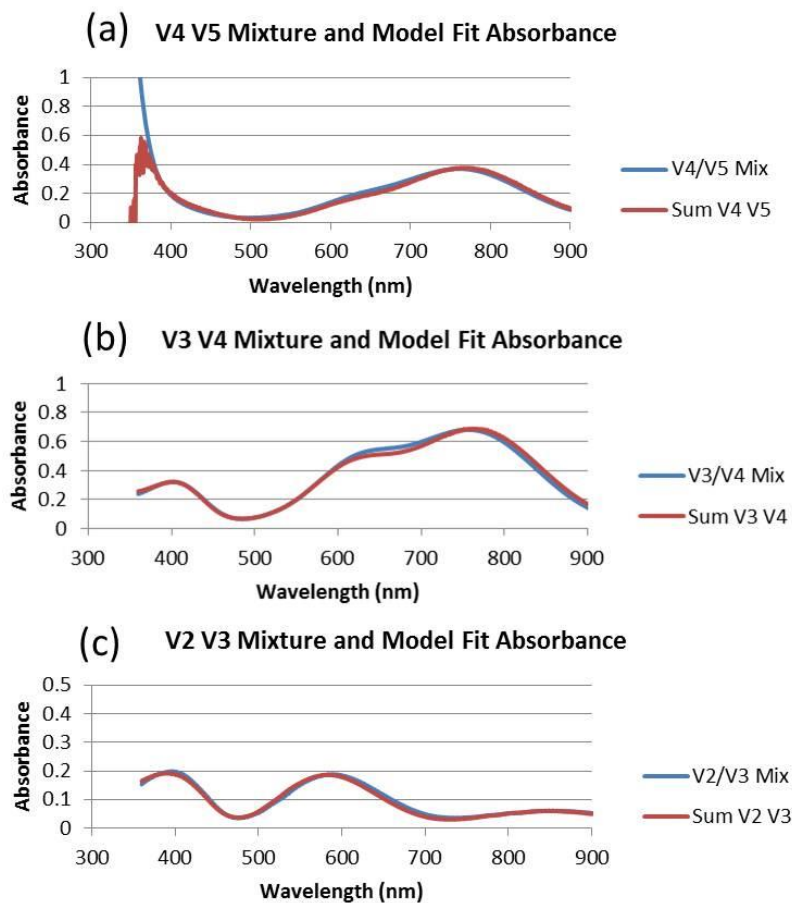 (a) V4 V5 Mixture and Model Fit Absorbance
1
0.8
0.6
0.4
0.2
0
Absorbance
300 400 500 600 700 800 900
Wavelength (nm)
V4/V5 Mix
Sum V4 V5
(b) V3 V4 Mixture and Model Fit Absorbance
1
0.8
0.6
0.4
0.2
0
Absorbance
300 400 500 600 700 800 900
Wavelength (nm)
V3/V4 Mix
Sum V3 V4
(c) V2 V3 Mixture and Model Fit Absorbance
0.5
0.4
0.3
0.2
0.1
0
Absorbance
300 400 500 600 700 800 900
Wavelength (nm)
V2/V3 Mix
Sum V2 V3